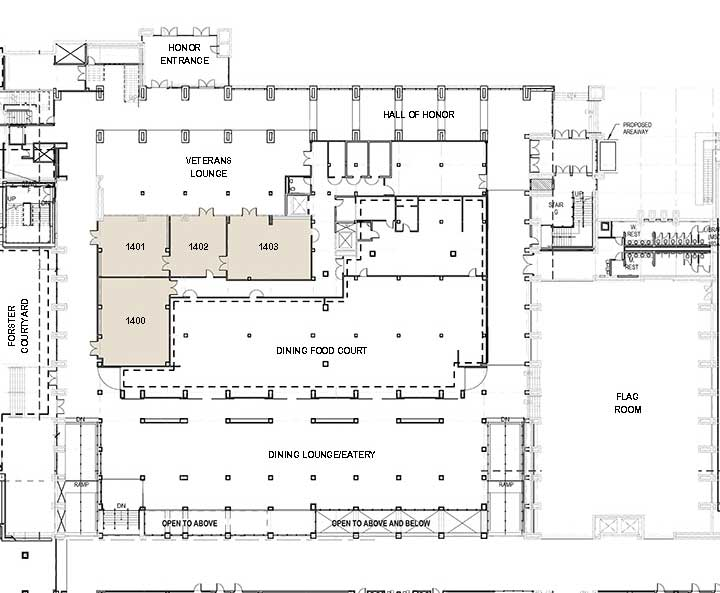 HONOR
ENTRANCE
HALL OF HONOR
PROPOSED
AREAWAY
DN
VETERANS
LOUNGE
UP
UP
STAIR
G
1401
1402
1403
W.
REST
M.
REST
1400
FORSTER
COURTYARD
DINING FOOD COURT
FLAG
ROOM
DN
DN
DINING LOUNGE/EATERY
RAMP
RAMP
DN
OPEN TO ABOVE
OPEN TO ABOVE AND BELOW